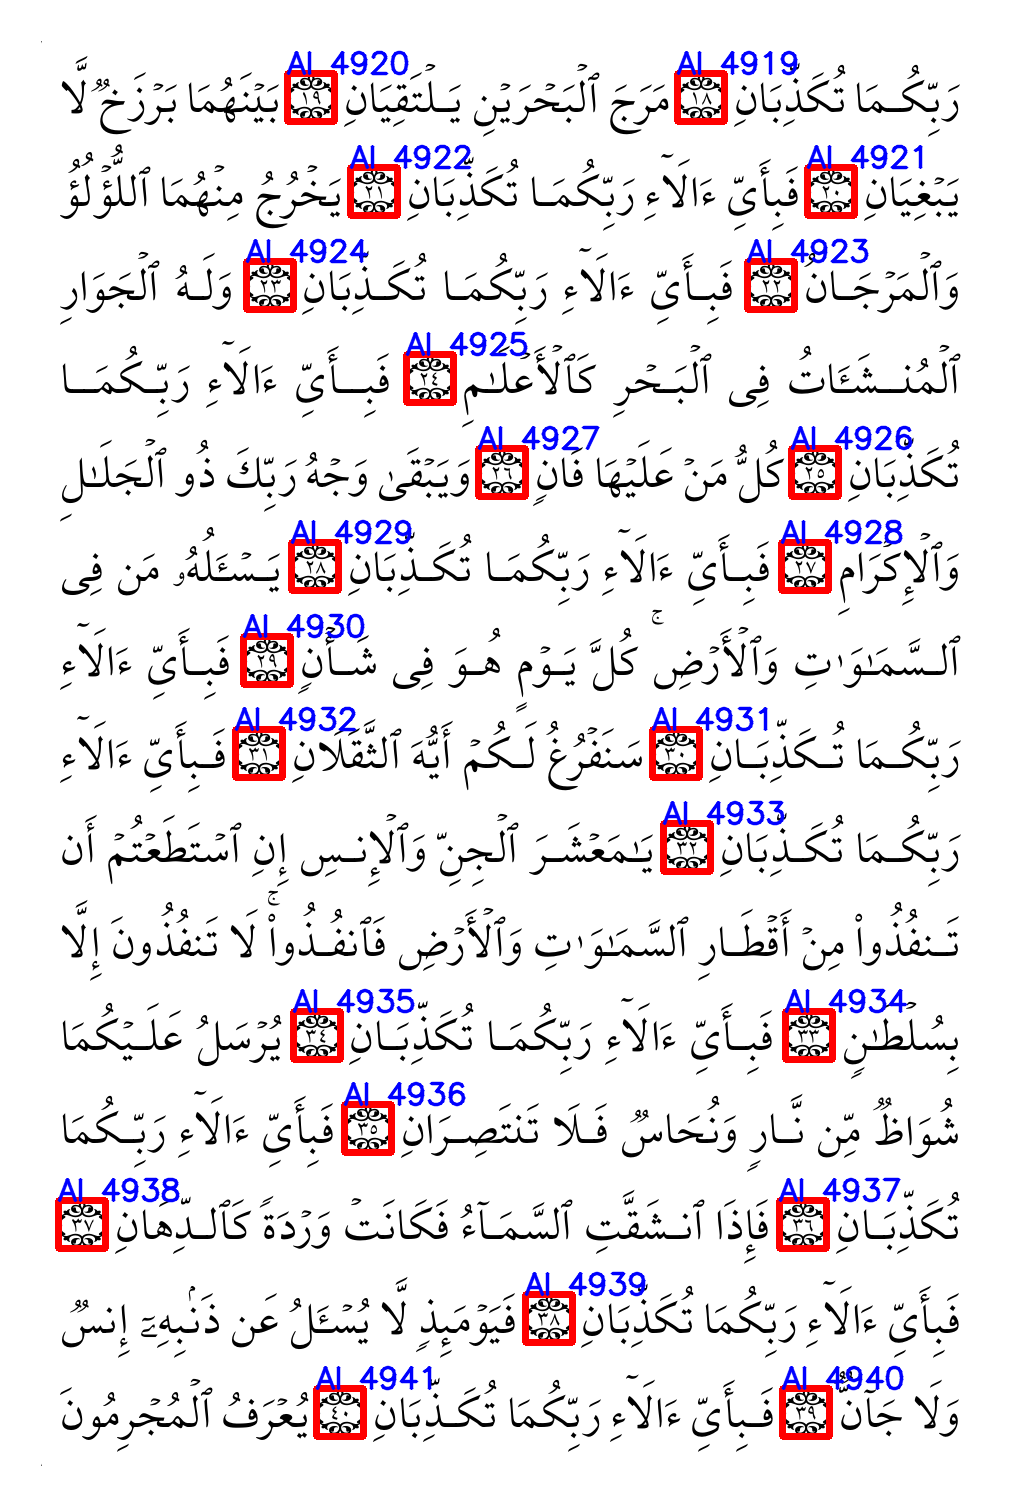 AI 4919 AI 4920
رَبِّكُمَا تُكَذِّبَانِ ١٨ مَرَجَ ٱلْبَحْرَيْنِ يَلْتَقِيَانِ ١٩ بَيْنَهُمَا بَرْزَخٌ لَّا
AI 4921 AI 4922
يَبْغِيَانِ ٢٠ فَبِأَىِّ ءَالَآءِ رَبِّكُمَا تُكَذِّبَانِ ٢١ يَخْرُجُ مِنْهُمَا ٱللُّؤْلُؤُ
AI 4923 AI 4924
وَٱلْمَرْجَانُ ٢٢ فَبِأَىِّ ءَالَآءِ رَبِّكُمَا تُكَذِّبَانِ ٢٣ وَلَهُ ٱلْجَوَارِ
AI 4925
ٱلْمُنشَـَٔاتُ فِى ٱلْبَحْرِ كَٱلْأَعْلَـٰمِ ٢٤ فَبِأَىِّ ءَالَآءِ رَبِّكُمَا
AI 4926 AI 4927
تُكَذِّبَانِ ٢٥ كُلُّ مَنْ عَلَيْهَا فَانٍ ٢٦ وَيَبْقَىٰ وَجْهُ رَبِّكَ ذُو ٱلْجَلَـٰلِ
AI 4928 AI 4929
وَٱلْإِكْرَامِ ٢٧ فَبِأَىِّ ءَالَآءِ رَبِّكُمَا تُكَذِّبَانِ ٢٨ يَسْـَٔلُهُۥ مَن فِى
AI 4930
ٱلسَّمَـٰوَٰتِ وَٱلْأَرْضِ ۚ كُلَّ يَوْمٍ هُوَ فِى شَأْنٍ ٢٩ فَبِأَىِّ ءَالَآءِ
AI 4931 AI 4932
رَبِّكُمَا تُكَذِّبَانِ ٣٠ سَنَفْرُغُ لَكُمْ أَيُّهَ ٱلثَّقَلَانِ ٣١ فَبِأَىِّ ءَالَآءِ
AI 4933
رَبِّكُمَا تُكَذِّبَانِ ٣٢ يَـٰمَعْشَرَ ٱلْجِنِّ وَٱلْإِنسِ إِنِ ٱسْتَطَعْتُمْ أَن
تَنفُذُوا۟ مِنْ أَقْطَارِ ٱلسَّمَـٰوَٰتِ وَٱلْأَرْضِ فَٱنفُذُوا۟ ۚ لَا تَنفُذُونَ إِلَّا
AI 4934 AI 4935
بِسُلْطَـٰنٍ ٣٣ فَبِأَىِّ ءَالَآءِ رَبِّكُمَا تُكَذِّبَانِ ٣٤ يُرْسَلُ عَلَيْكُمَا
AI 4936
شُوَاظٌ مِّن نَّارٍ وَنُحَاسٌ فَلَا تَنتَصِرَانِ ٣٥ فَبِأَىِّ ءَالَآءِ رَبِّكُمَا
AI 4937 AI 4938
تُكَذِّبَانِ ٣٦ فَإِذَا ٱنشَقَّتِ ٱلسَّمَآءُ فَكَانَتْ وَرْدَةً كَٱلدِّهَانِ ٣٧
AI 4939
فَبِأَىِّ ءَالَآءِ رَبِّكُمَا تُكَذِّبَانِ ٣٨ فَيَوْمَئِذٍ لَّا يُسْـَٔلُ عَن ذَنۢبِهِۦٓ إِنسٌ
AI 4940 AI 4941
وَلَا جَآنٌّ ٣٩ فَبِأَىِّ ءَالَآءِ رَبِّكُمَا تُكَذِّبَانِ ٤٠ يُعْرَفُ ٱلْمُجْرِمُونَ